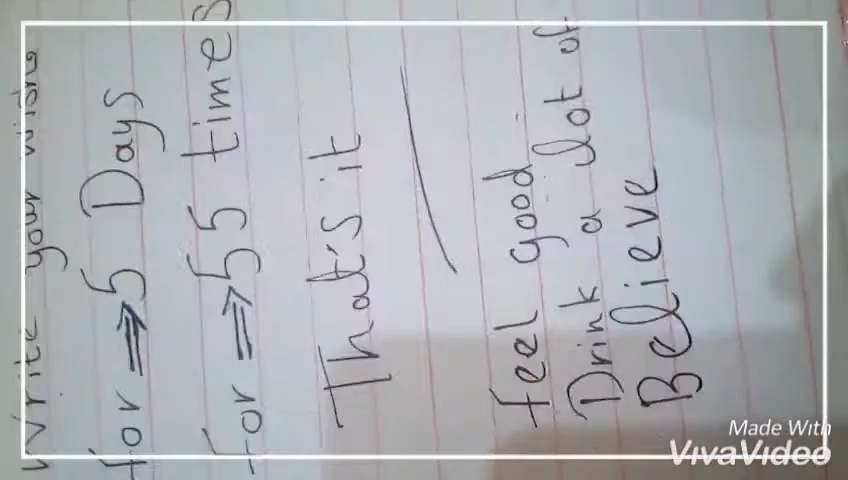 Write your wishe
for ⇒ 5 Days
for ⇒ 55 times
That's it
feel good
Drink a lot of
Believe
Made With
VivaVideo